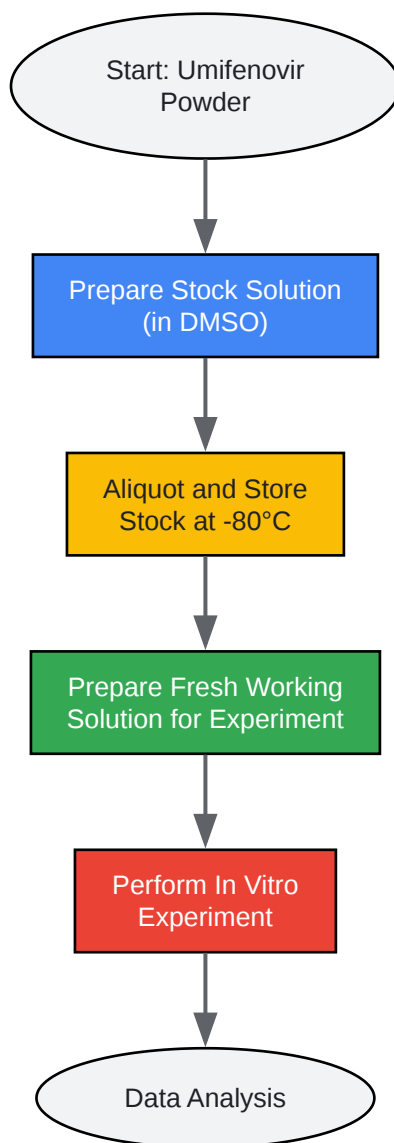 Start: Umifenovir
Powder
Prepare Stock Solution
(in DMSO)
Aliquot and Store
Stock at -80°C
Prepare Fresh Working
Solution for Experiment
Perform In Vitro
Experiment
Data Analysis